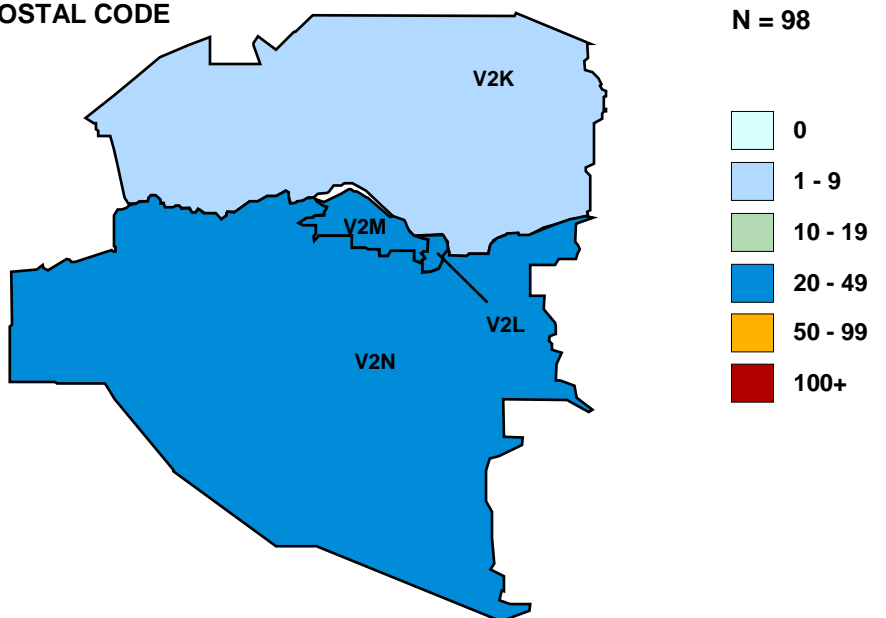 OSTAL CODE
N = 98
V2K
0
1 - 9
10 - 19
20 - 49
50 - 99
100+
V2M
V2L
V2N